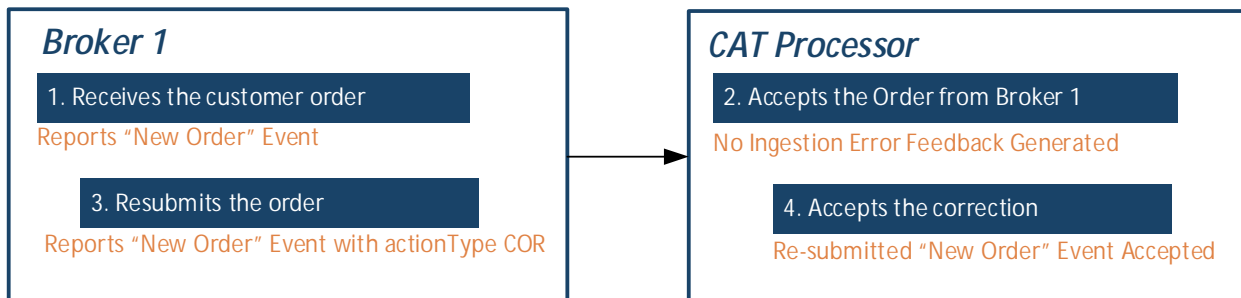 Broker 1
1. Receives the customer order
Reports “New Order” Event
3. Resubmits the order
Reports “New Order” Event with actionType COR
CAT Processor
2. Accepts the Order from Broker 1
No Ingestion Error Feedback Generated
4. Accepts the correction
Re-submitted “New Order” Event Accepted